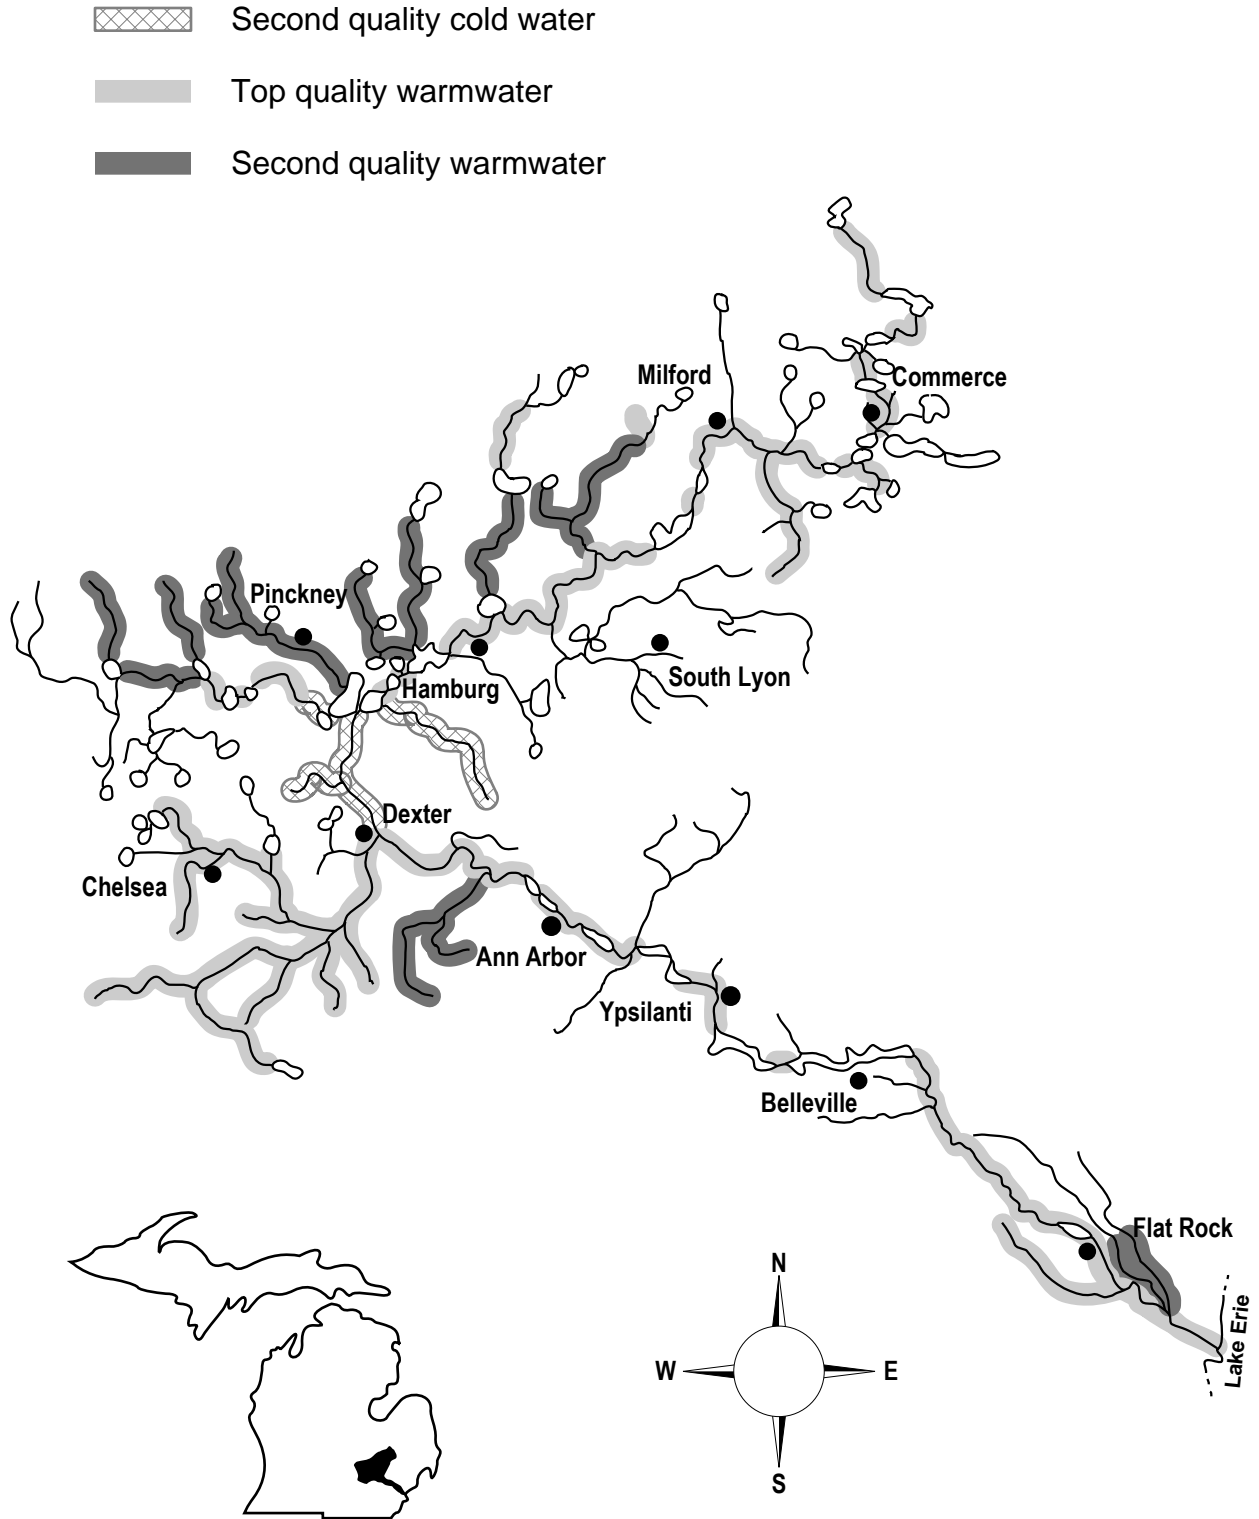 Second quality cold water
Top quality warmwater
Second quality warmwater
Milford
Commerce
Pinckney
South Lyon
Hamburg
Dexter
Chelsea
Ann Arbor
Ypsilanti
Belleville
Flat Rock
N
W
E
S
Lake Erie